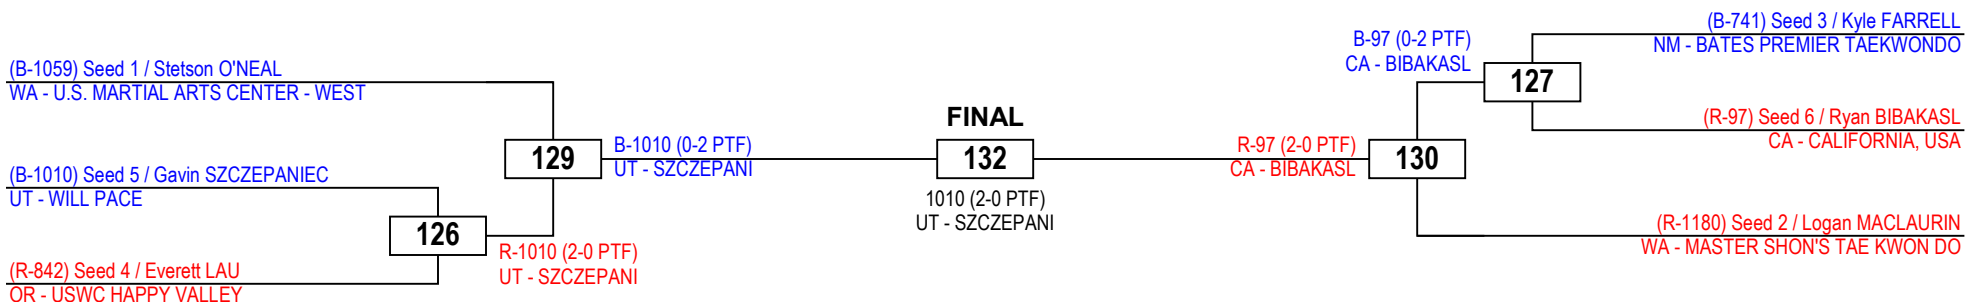 (B-1059) Seed 1 / Stetson O'NEAL
WA - U.S. MARTIAL ARTS CENTER - WEST
(B-1010) Seed 5 / Gavin SZCZEPANIEC
UT - WILL PACE
(R-842) Seed 4 / Everett LAU
OR - USWC HAPPY VALLEY
126
R-1010 (2-0 PTF)
UT - SZCZEPANI
129
B-1010 (0-2 PTF)
UT - SZCZEPANI
FINAL
132
1010 (2-0 PTF)
UT - SZCZEPANI
R-97 (2-0 PTF)
CA - BIBAKASL
130
B-97 (0-2 PTF)
CA - BIBAKASL
127
(B-741) Seed 3 / Kyle FARRELL
NM - BATES PREMIER TAEKWONDO
(R-97) Seed 6 / Ryan BIBAKASL
CA - CALIFORNIA, USA
(R-1180) Seed 2 / Logan MACLAURIN
WA - MASTER SHON'S TAE KWON DO